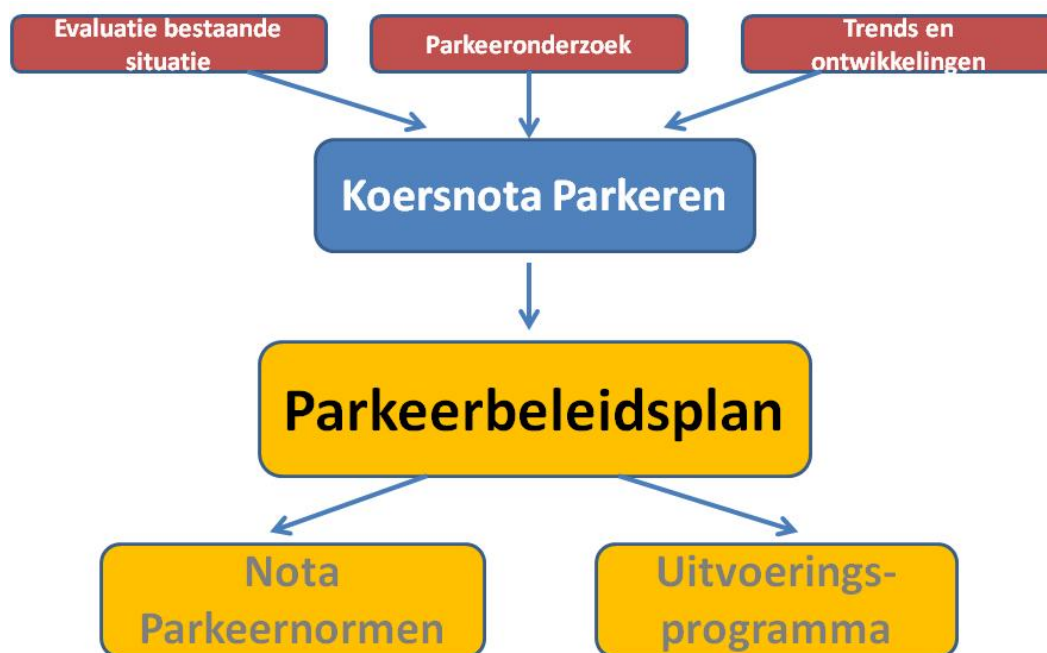 Evaluatie bestaande
situatie
Parkeeronderzoek
Trends en
ontwikkelingen
Koersnota Parkeren
Parkeerbeleidsplan
Nota
Parkeernormen
Uitvoerings-
programma